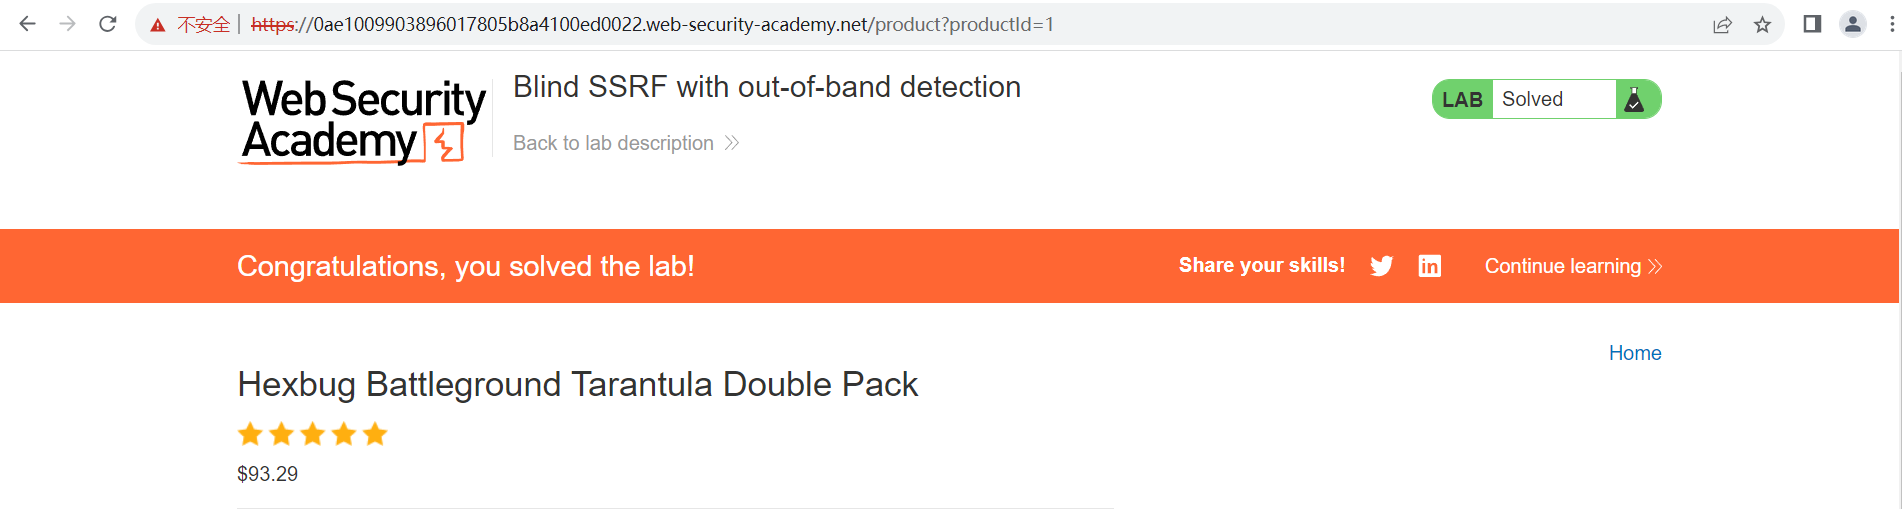 不安全 | https://0ae1009903896017805b8a4100ed0022.web-security-academy.net/product?productId=1
WebSecurity
Academy
Blind SSRF with out-of-band detection
Back to lab description
LAB Solved
Congratulations, you solved the lab!
Share your skills!
Continue learning
Home
Hexbug Battleground Tarantula Double Pack
$93.29